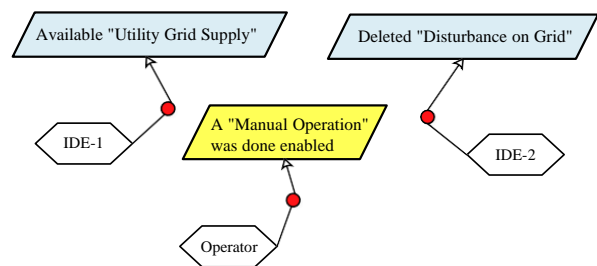 Available "Utility Grid Supply"
Deleted "Disturbance on Grid"
A "Manual Operation"
was done enabled
IDE-1
IDE-2
Operator